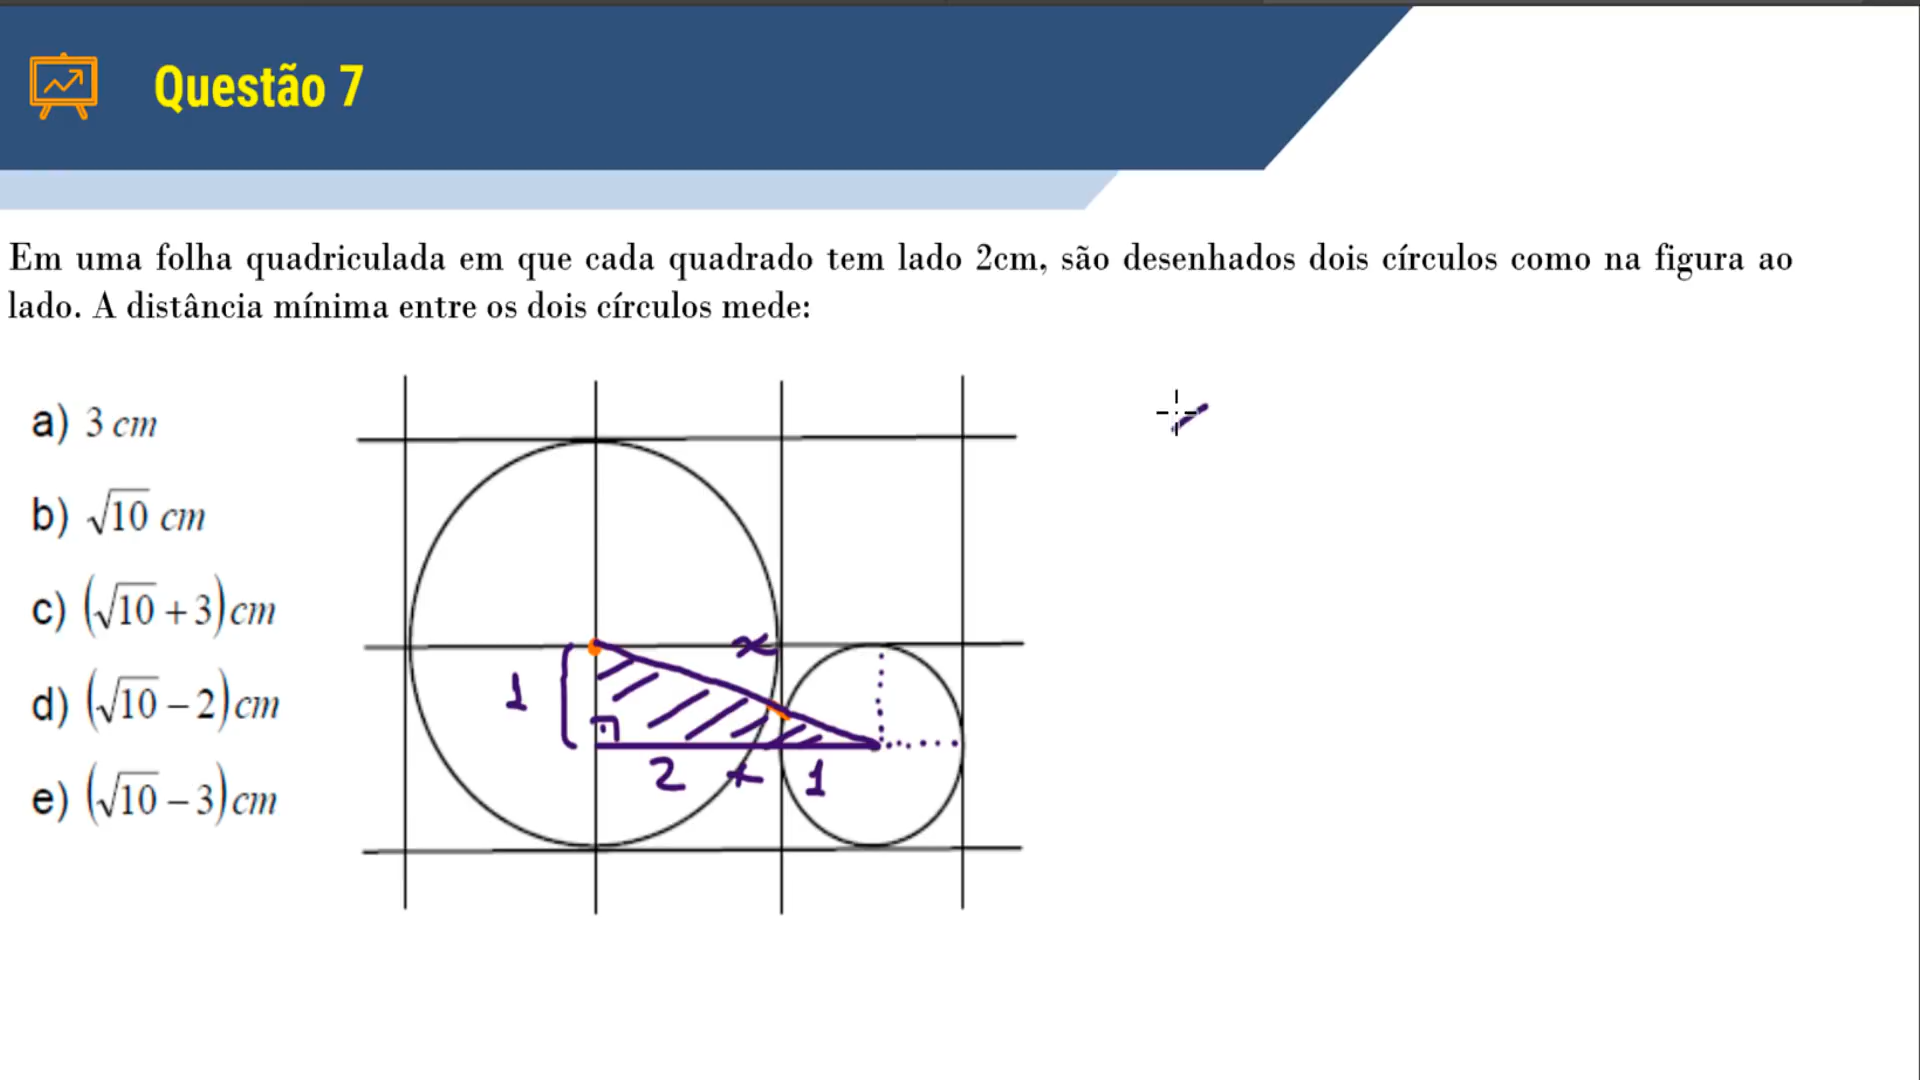 Questão 7
Em uma folha quadriculada em que cada quadrado tem lado 2cm, são desenhados dois círculos como na figura ao
lado. A distância mínima entre os dois círculos mede:
a) 3 cm
b) √10 cm
c) (√10 + 3) cm
d) (√10 − 2) cm
e) (√10 − 3) cm
x
1
2 + 1